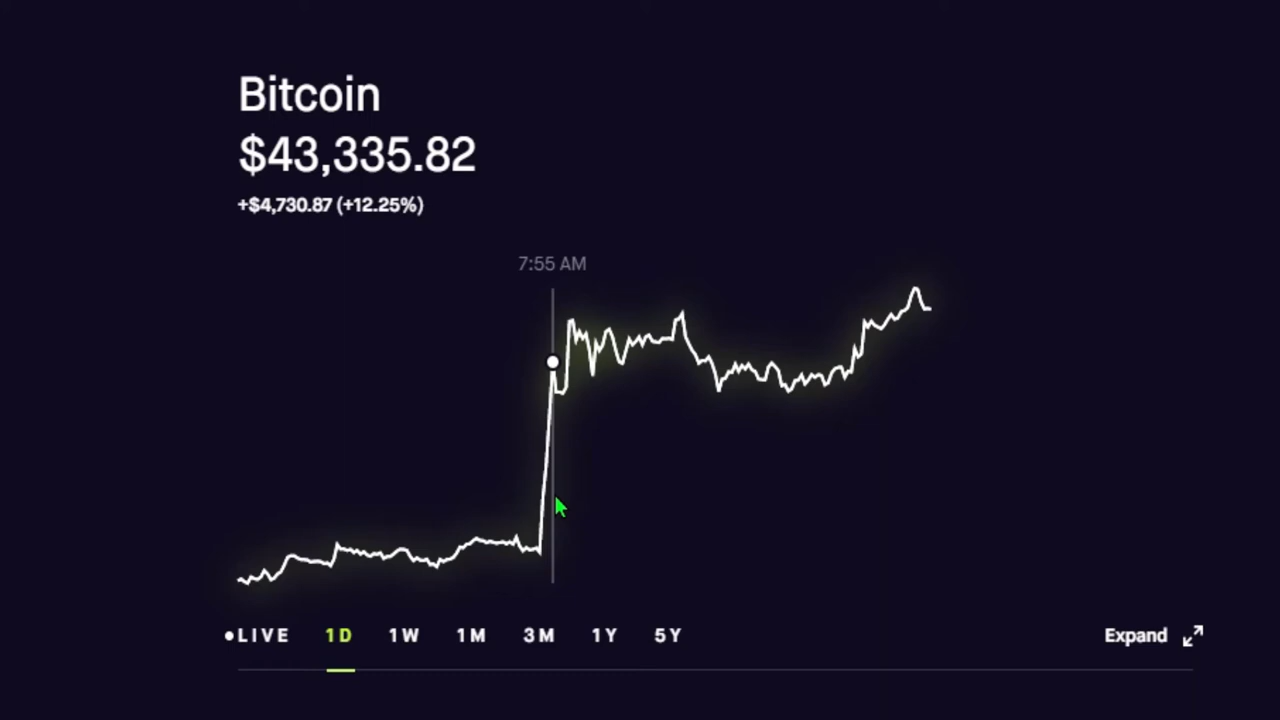 Bitcoin
$43,335.82
+$4,730.87 (+12.25%)
7:55 AM
LIVE 1D 1W 1M 3M 1Y 5Y Expand